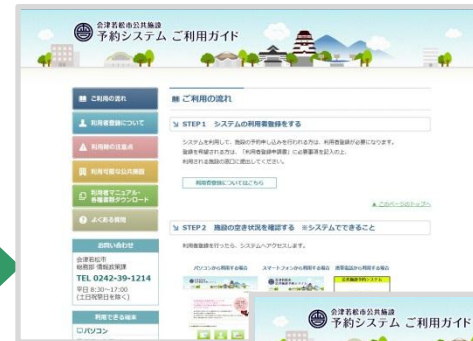 会津若松市公共施設
予約システム ご利用ガイド
ご利用の流れ
利用者登録について
利用時の注意点
利用可能な公共施設
利用者マニュアル・
各種書類ダウンロード
よくある質問
お問い合わせ
会津若松市
総務部 情報政策課
TEL 0242-39-1214
平日 8:30～17:00
(土日祝祭日を除く)
利用できる端末
パソコン
ご利用の流れ
STEP1 システムの利用者登録をする
システムを利用して、施設の予約申し込みを行われる方は、利用者登録が必要になります。
登録を希望される方は、「利用者登録申請書」に必要事項を記入の上、
利用される施設の窓口に提出してください。
利用者登録についてはこちら
▲ このページのトップへ
STEP2 施設の空き状況を確認する ※システムでできること
利用者登録を行ったら、システムへアクセスします。
パソコンから利用する場合 スマートフォンから利用する場合 携帯電話から利用する場合
会津若松市公共施設
予約システム ご利用ガイド